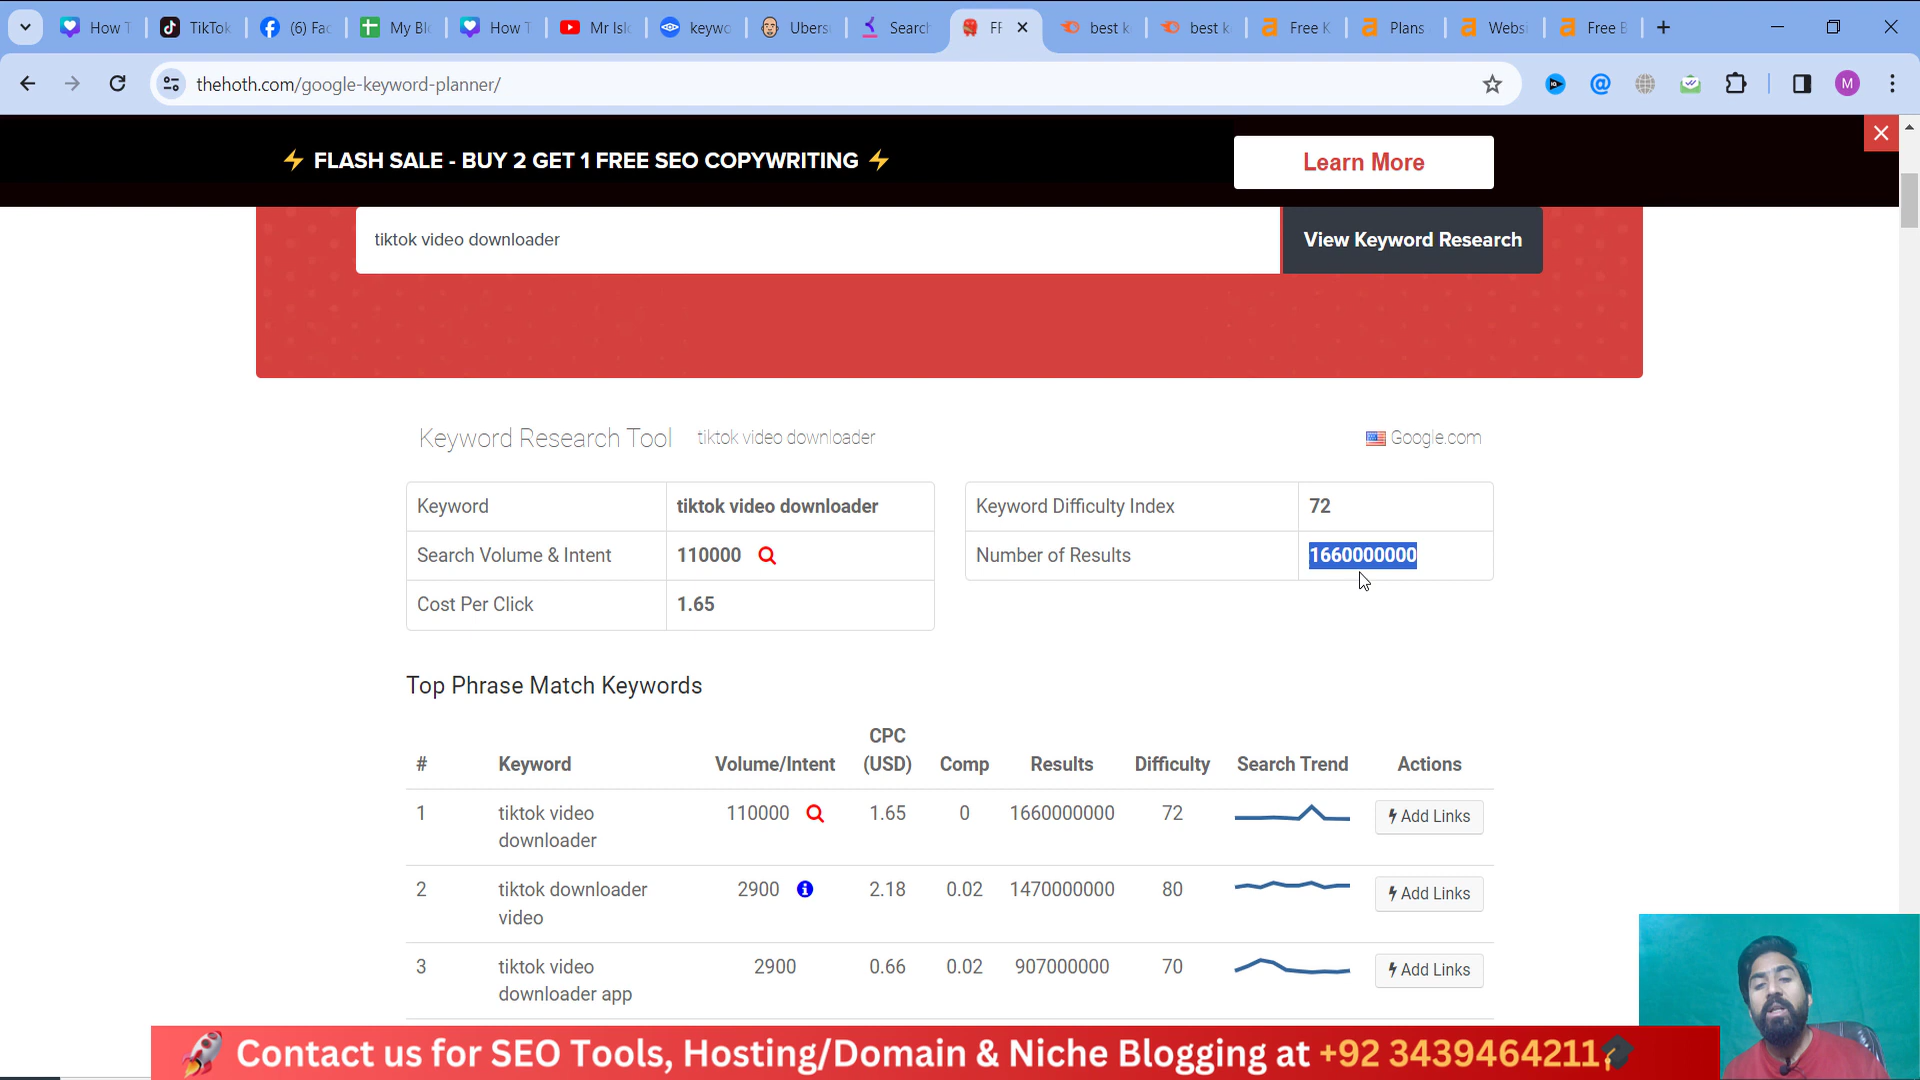 How T
TikTok
(6) Fac
My Blo
How T
Mr Isl
keywo
Ubers
Search
FF
best k
best k
Free K
Plans
Websi
Free B
thehoth.com/google-keyword-planner/
M
⚡ FLASH SALE - BUY 2 GET 1 FREE SEO COPYWRITING ⚡
Learn More
tiktok video downloader
View Keyword Research
Keyword Research Tool tiktok video downloader
Google.com
Keyword tiktok video downloader
Search Volume & Intent 110000
Cost Per Click 1.65
Keyword Difficulty Index 72
Number of Results 1660000000
Top Phrase Match Keywords
# Keyword Volume/Intent CPC (USD) Comp Results Difficulty Search Trend Actions
1 tiktok video downloader 110000 1.65 0 1660000000 72 Add Links
2 tiktok downloader video 2900 2.18 0.02 1470000000 80 Add Links
3 tiktok video downloader app 2900 0.66 0.02 907000000 70 Add Links
Contact us for SEO Tools, Hosting/Domain & Niche Blogging at +92 3439464211